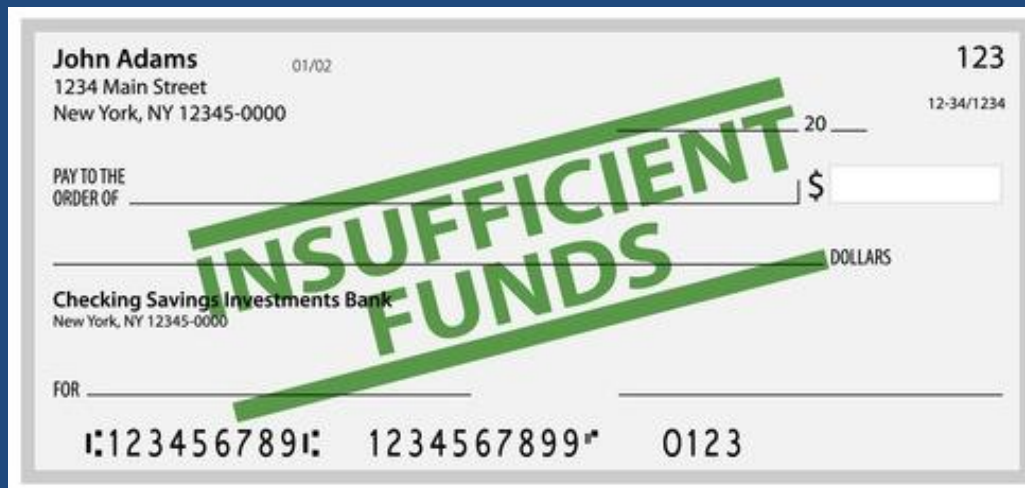 John Adams 01/02 123
1234 Main Street
New York, NY 12345-0000
12-34/1234
20
PAY TO THE
ORDER OF
$
DOLLARS
INSUFFICIENT
FUNDS
Checking Savings Investments Bank
New York, NY 12345-0000
FOR
⑆123456789⑆ 1234567899⑈ 0123